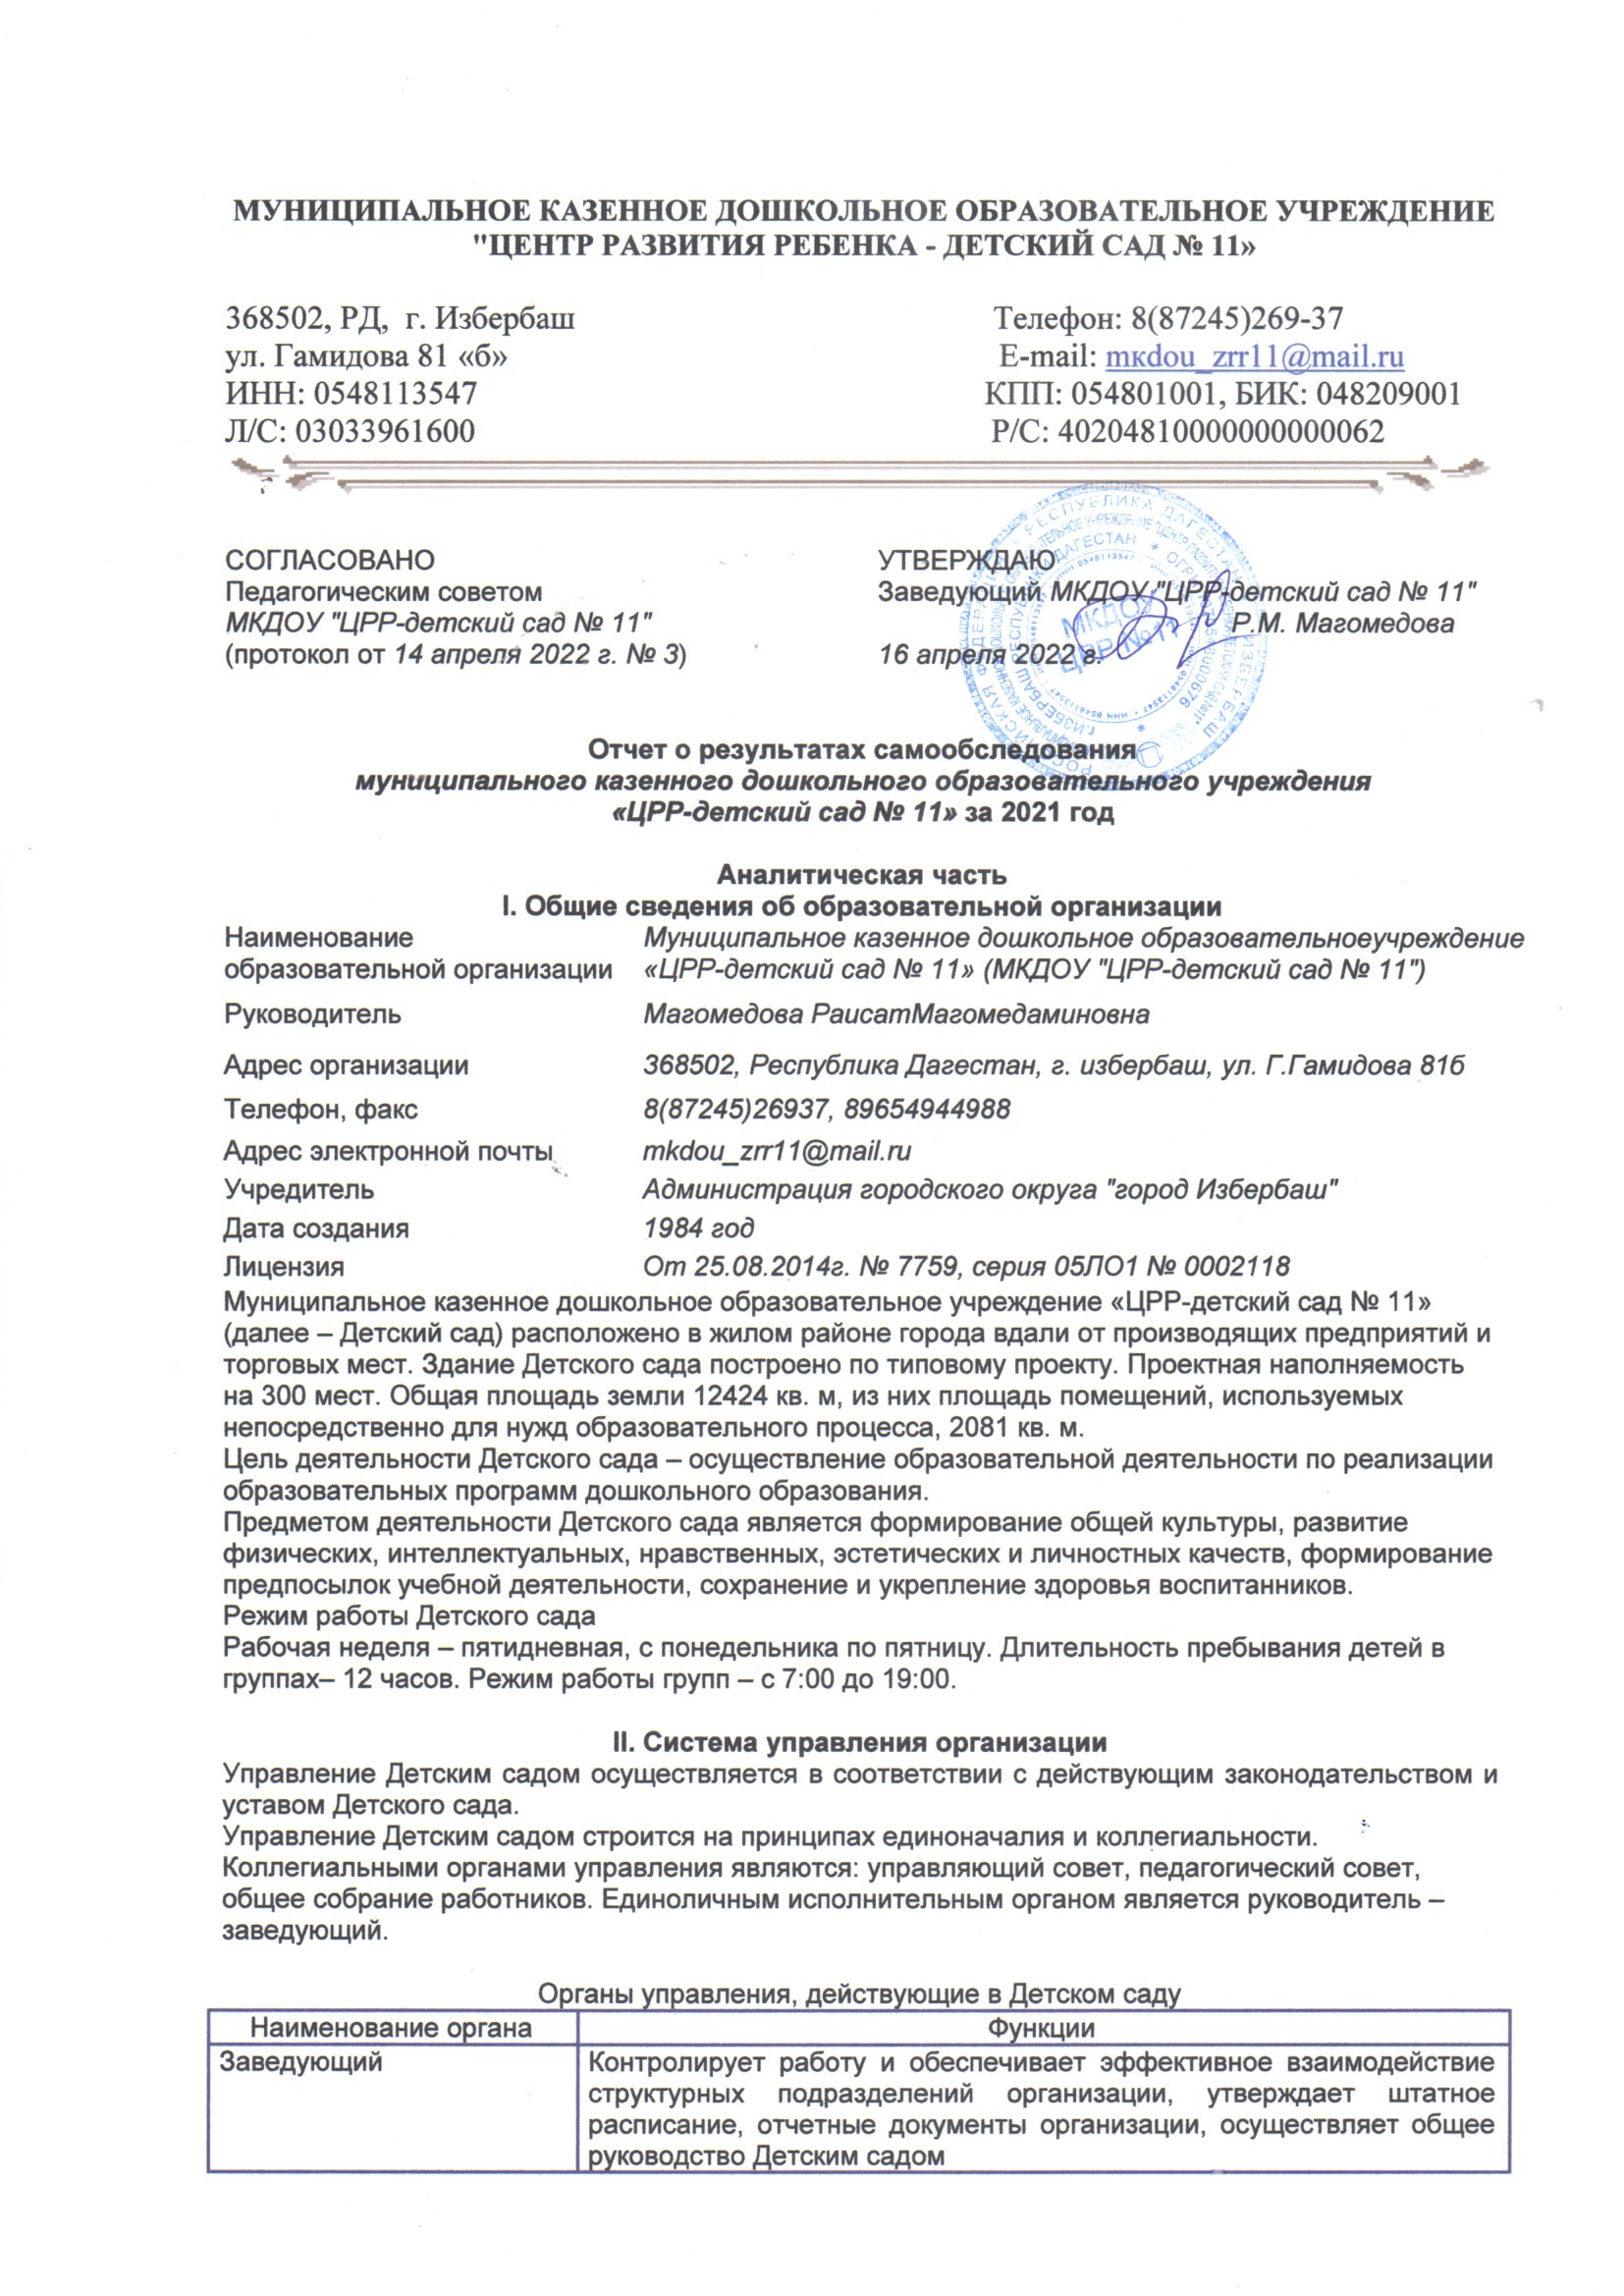 МУНИЦИПАЛЬНОЕ КАЗЕННОЕ ДОШКОЛЬНОЕ ОБРАЗОВАТЕЛЬНОЕ УЧРЕЖДЕНИЕ
"ЦЕНТР РАЗВИТИЯ РЕБЕНКА - ДЕТСКИЙ САД № 11»
368502, РД, г. Избербаш Телефон: 8(87245)269-37
ул. Гамидова 81 «б» E-mail: mкdou_zrr11@mail.ru
ИНН: 0548113547 КПП: 054801001, БИК: 048209001
Л/С: 03033961600 Р/С: 40204810000000000062
СОГЛАСОВАНО УТВЕРЖДАЮ
Педагогическим советом Заведующий МКДОУ "ЦРР-детский сад № 11"
МКДОУ "ЦРР-детский сад № 11" Р.М. Магомедова
(протокол от 14 апреля 2022 г. № 3) 16 апреля 2022 г.
МКДОУ
ЦРР №11
Отчет о результатах самообследования
муниципального казенного дошкольного образовательного учреждения
«ЦРР-детский сад № 11» за 2021 год
Аналитическая часть
I. Общие сведения об образовательной организации
Наименование Муниципальное казенное дошкольное образовательноеучреждение
образовательной организации «ЦРР-детский сад № 11» (МКДОУ "ЦРР-детский сад № 11")
Руководитель Магомедова РаисатМагомедаминовна
Адрес организации 368502, Республика Дагестан, г. избербаш, ул. Г.Гамидова 81б
Телефон, факс 8(87245)26937, 89654944988
Адрес электронной почты mkdou_zrr11@mail.ru
Учредитель Администрация городского округа "город Избербаш"
Дата создания 1984 год
Лицензия От 25.08.2014г. № 7759, серия 05ЛО1 № 0002118
Муниципальное казенное дошкольное образовательное учреждение «ЦРР-детский сад № 11»
(далее – Детский сад) расположено в жилом районе города вдали от производящих предприятий и
торговых мест. Здание Детского сада построено по типовому проекту. Проектная наполняемость
на 300 мест. Общая площадь земли 12424 кв. м, из них площадь помещений, используемых
непосредственно для нужд образовательного процесса, 2081 кв. м.
Цель деятельности Детского сада – осуществление образовательной деятельности по реализации
образовательных программ дошкольного образования.
Предметом деятельности Детского сада является формирование общей культуры, развитие
физических, интеллектуальных, нравственных, эстетических и личностных качеств, формирование
предпосылок учебной деятельности, сохранение и укрепление здоровья воспитанников.
Режим работы Детского сада
Рабочая неделя – пятидневная, с понедельника по пятницу. Длительность пребывания детей в
группах– 12 часов. Режим работы групп – с 7:00 до 19:00.
II. Система управления организации
Управление Детским садом осуществляется в соответствии с действующим законодательством и
уставом Детского сада.
Управление Детским садом строится на принципах единоначалия и коллегиальности.
Коллегиальными органами управления являются: управляющий совет, педагогический совет,
общее собрание работников. Единоличным исполнительным органом является руководитель –
заведующий.
Органы управления, действующие в Детском саду
Наименование органа Функции
Заведующий Контролирует работу и обеспечивает эффективное взаимодействие
структурных подразделений организации, утверждает штатное
расписание, отчетные документы организации, осуществляет общее
руководство Детским садом